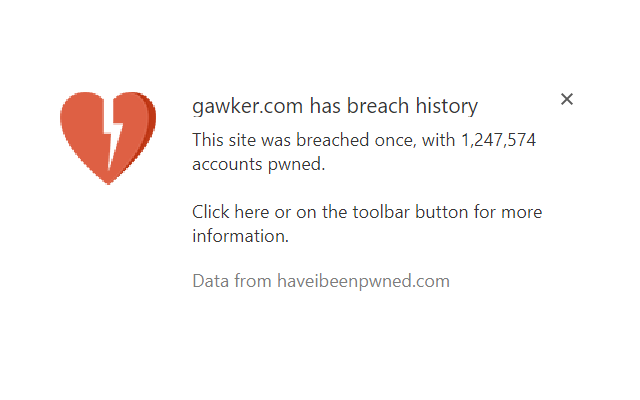 gawker.com has breach history
This site was breached once, with 1,247,574
accounts pwned.
Click here or on the toolbar button for more
information.
Data from haveibeenpwned.com